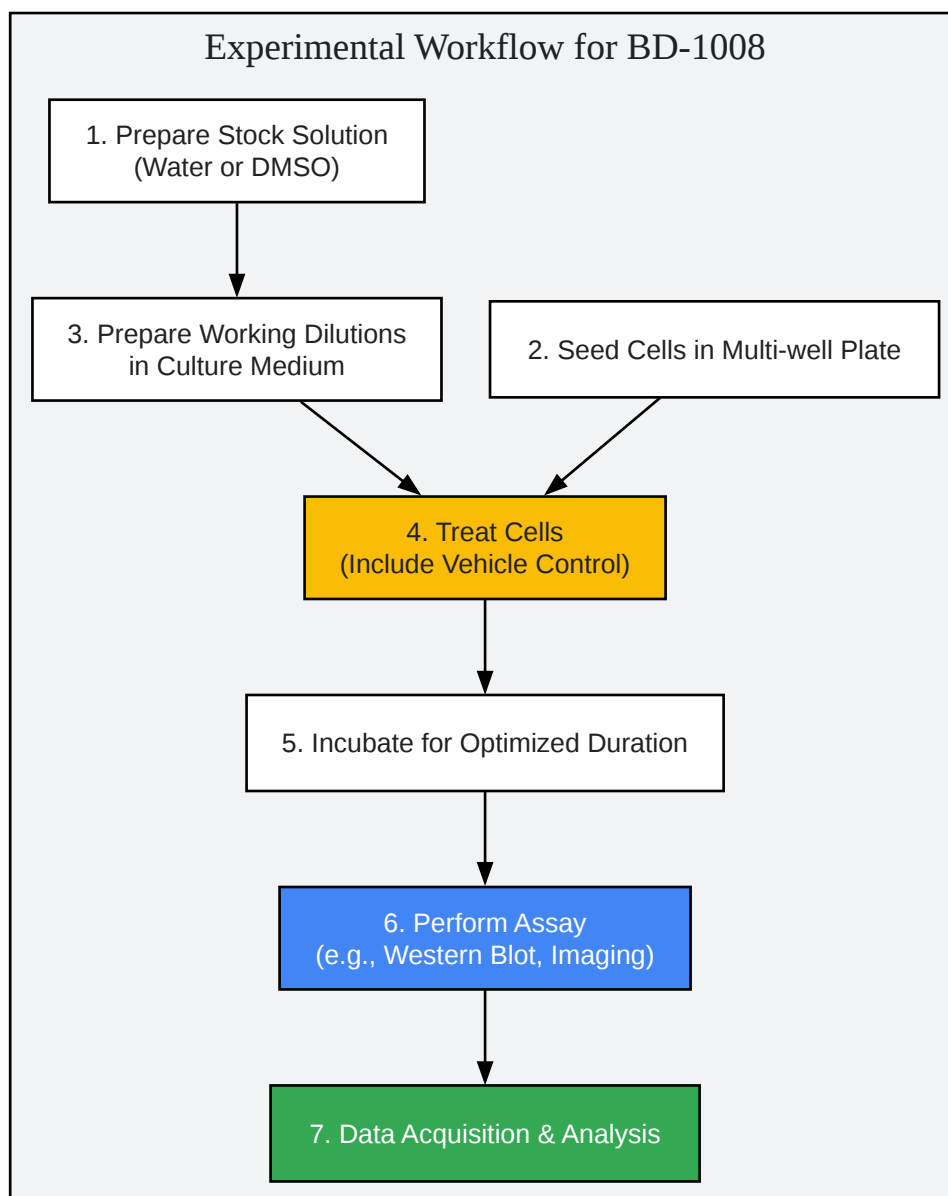 Experimental Workflow for BD-1008
1. Prepare Stock Solution
(Water or DMSO)
3. Prepare Working Dilutions
in Culture Medium
2. Seed Cells in Multi-well Plate
4. Treat Cells
(Include Vehicle Control)
5. Incubate for Optimized Duration
6. Perform Assay
(e.g., Western Blot, Imaging)
7. Data Acquisition & Analysis